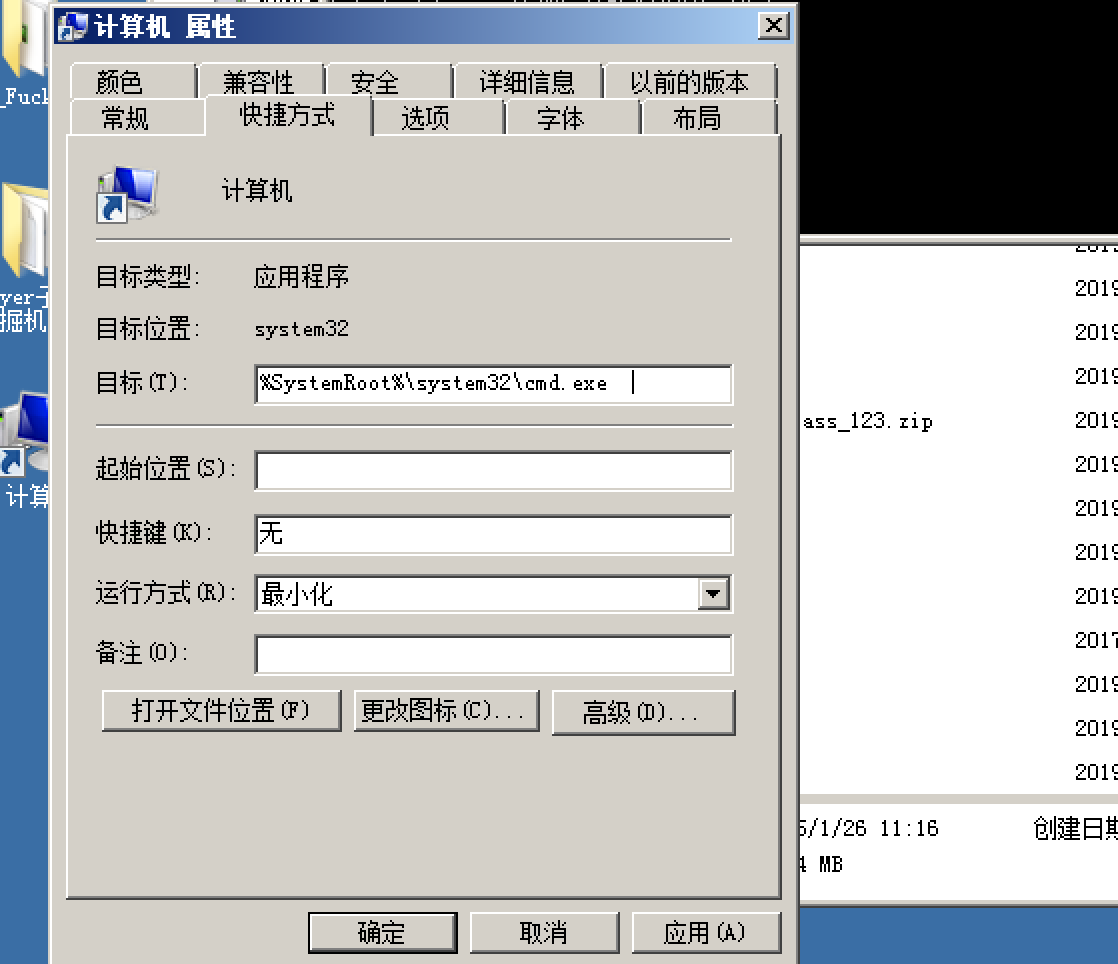 计算机 属性
颜色 兼容性 安全 详细信息 以前的版本
常规 快捷方式 选项 字体 布局
计算机
目标类型: 应用程序
目标位置: system32
目标(T): %SystemRoot%\system32\cmd.exe
起始位置(S):
快捷键(K): 无
运行方式(R): 最小化
备注(O):
打开文件位置(F) 更改图标(C)... 高级(D)...
确定 取消 应用(A)
_Fuck
yer子
掘机
计算
2019
2019
2019
ass_123.zip 2019
2019
2019
2019
2019
2017
2019
2019
2019
5/1/26 11:16 创建日期
4 MB